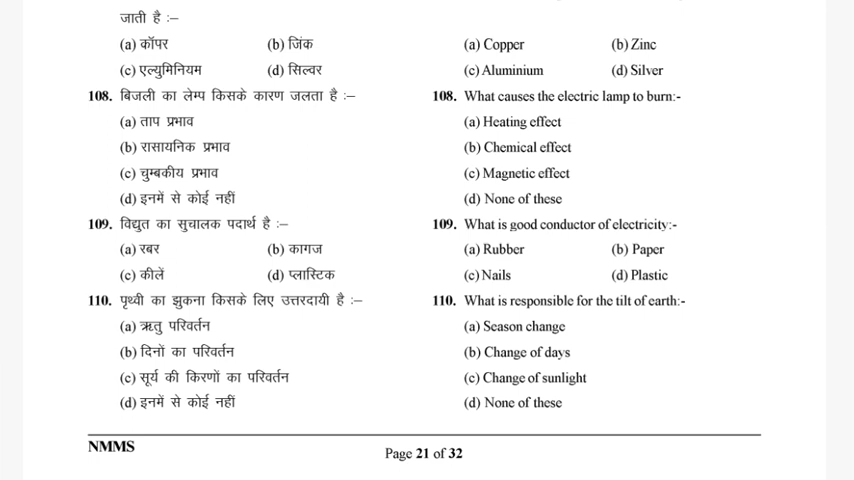 जाती है :–
(a) कॉपर (b) जिंक
(c) एल्युमिनियम (d) सिल्वर
108. बिजली का लेम्प किसके कारण जलता है :–
(a) ताप प्रभाव
(b) रासायनिक प्रभाव
(c) चुम्बकीय प्रभाव
(d) इनमें से कोई नहीं
109. विद्युत का सुचालक पदार्थ है :–
(a) रबर (b) कागज
(c) कीलें (d) प्लास्टिक
110. पृथ्वी का झुकना किसके लिए उत्तरदायी है :–
(a) ऋतु परिवर्तन
(b) दिनों का परिवर्तन
(c) सूर्य की किरणों का परिवर्तन
(d) इनमें से कोई नहीं
(a) Copper (b) Zinc
(c) Aluminium (d) Silver
108. What causes the electric lamp to burn:-
(a) Heating effect
(b) Chemical effect
(c) Magnetic effect
(d) None of these
109. What is good conductor of electricity:-
(a) Rubber (b) Paper
(c) Nails (d) Plastic
110. What is responsible for the tilt of earth:-
(a) Season change
(b) Change of days
(c) Change of sunlight
(d) None of these
NMMS
Page 21 of 32